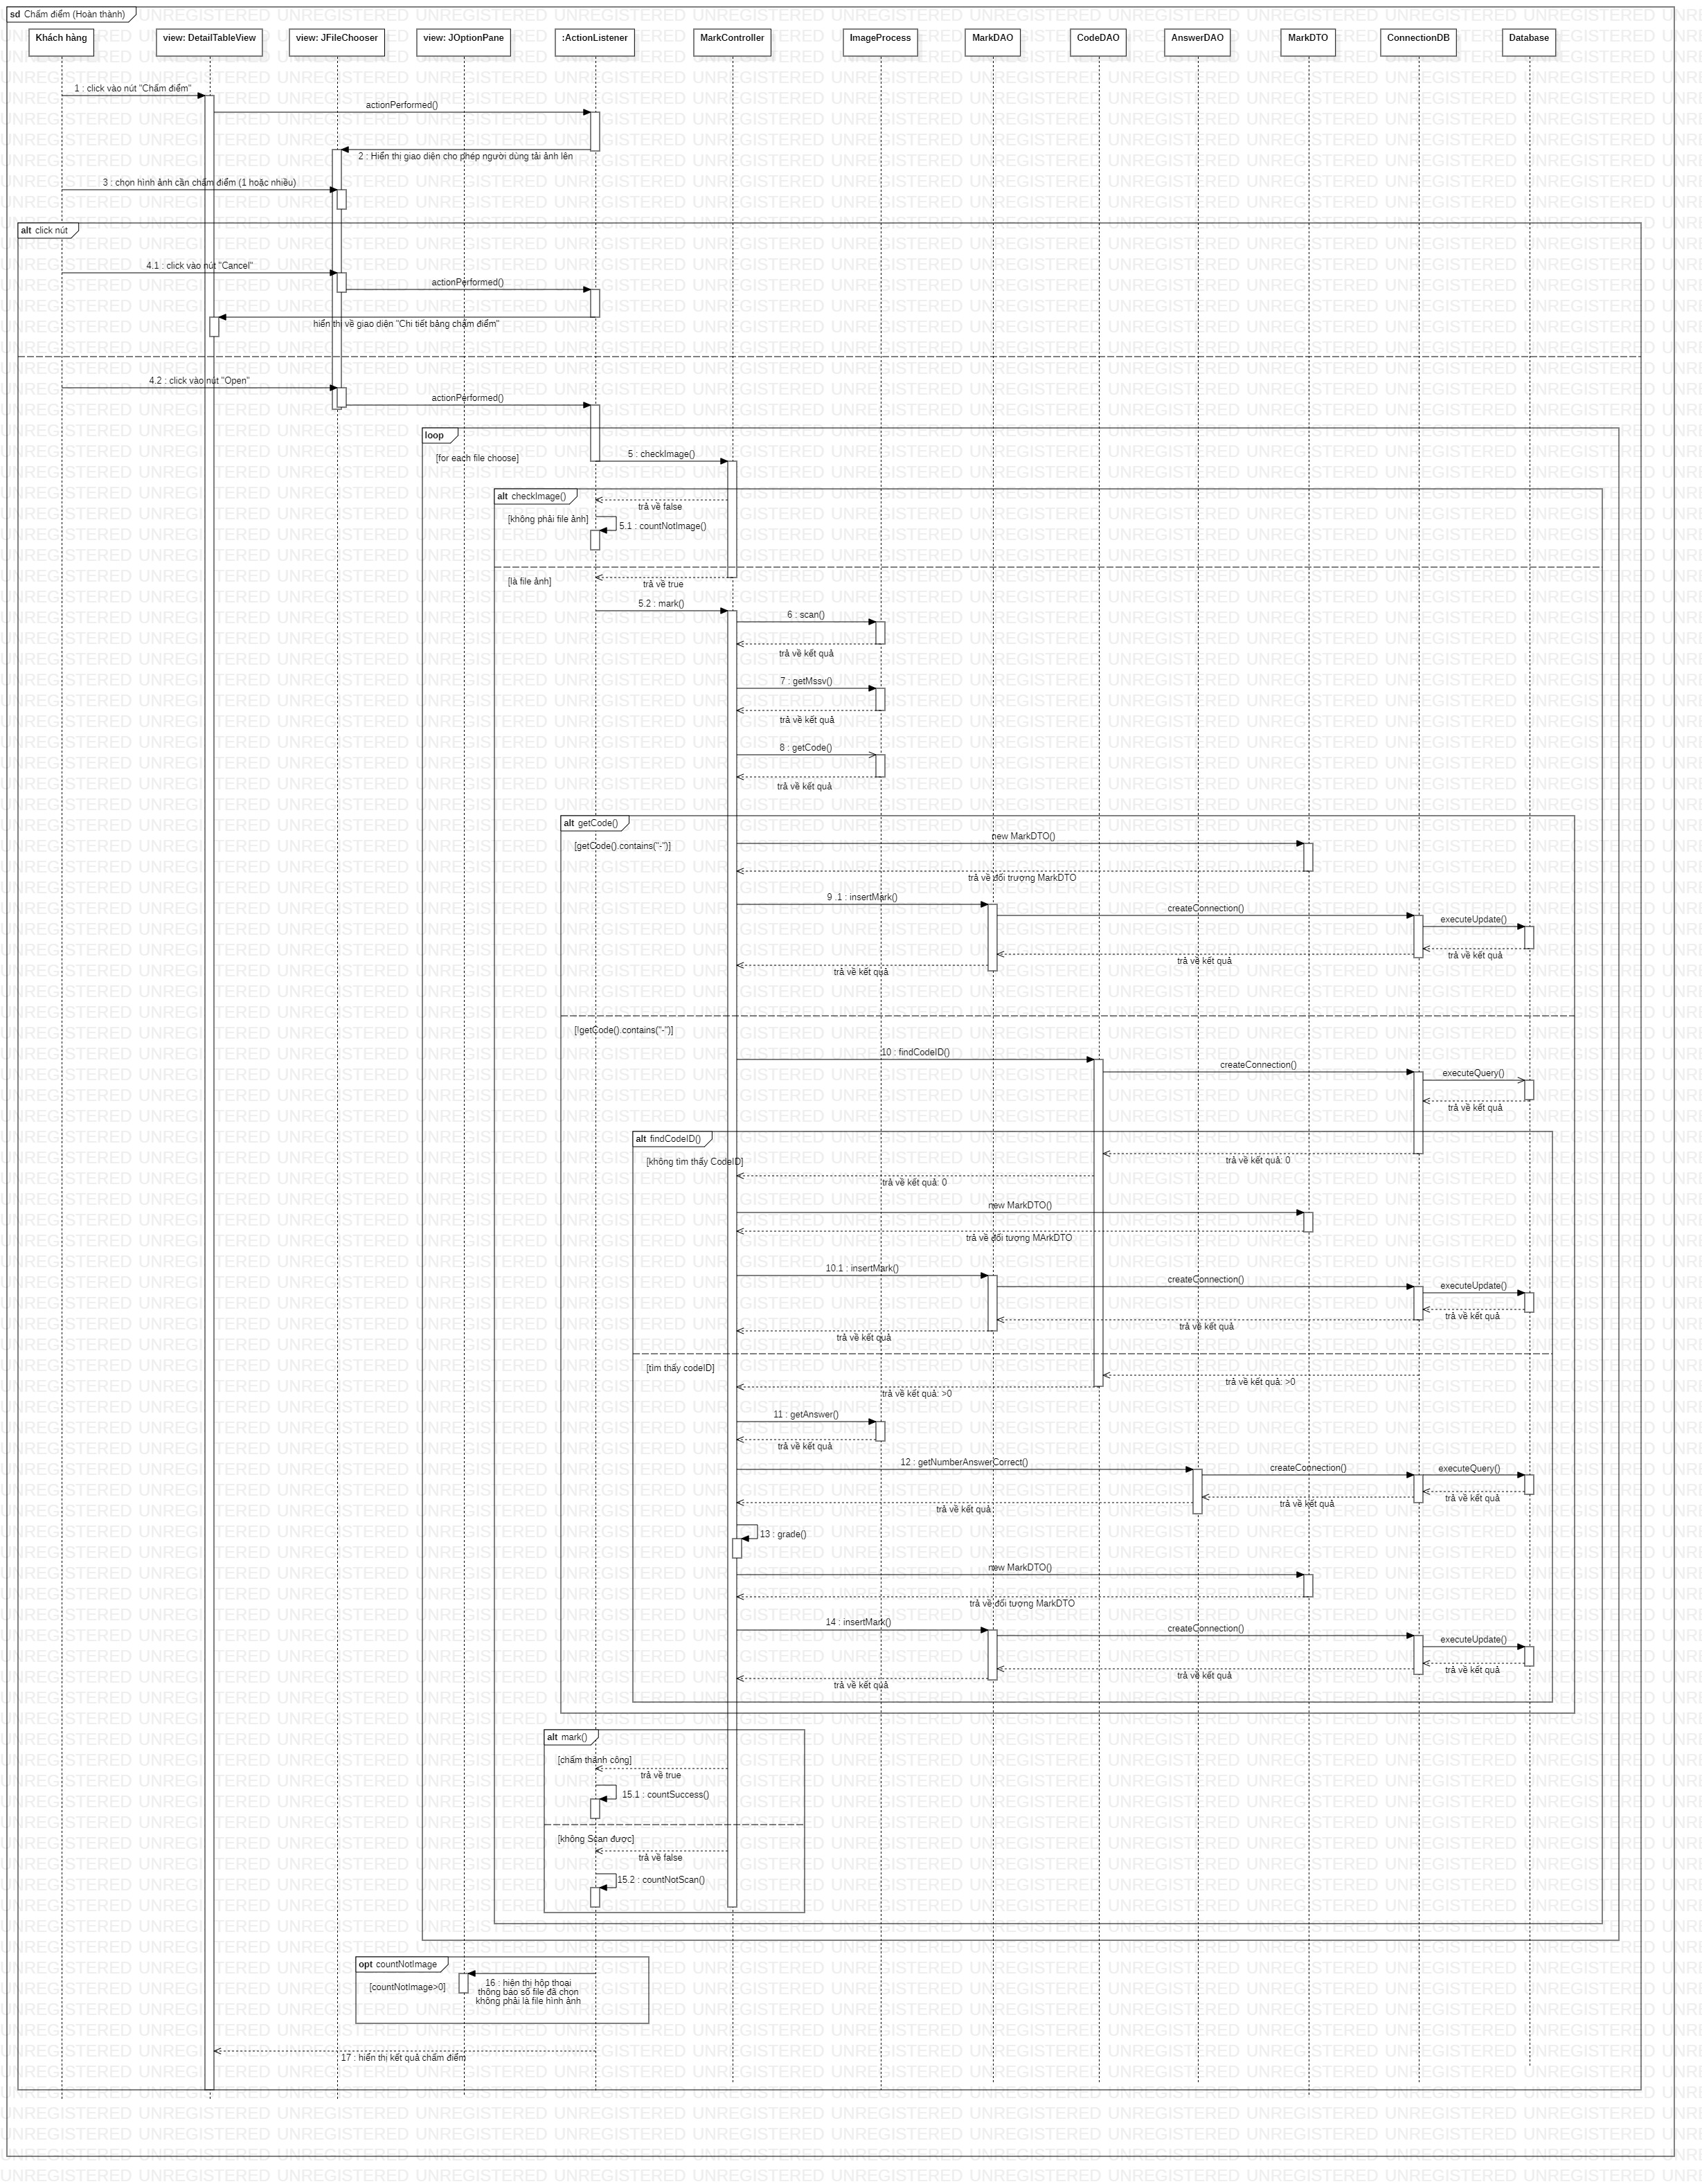 sd Chấm điểm (Hoàn thành)
Khách hàng
view: DetailTableView
view: JFileChooser
view: JOptionPane
:ActionListener
MarkController
ImageProcess
MarkDAO
CodeDAO
AnswerDAO
MarkDTO
ConnectionDB
Database
1 : click vào nút "Chấm điểm"
actionPerformed()
2 : Hiển thị giao diện cho phép người dùng tải ảnh lên
3 : chọn hình ảnh cần chấm điểm (1 hoặc nhiều)
alt click nút
4.1 : click vào nút "Cancel"
actionPerformed()
hiển thị về giao diện "Chi tiết bảng chấm điểm"
4.2 : click vào nút "Open"
actionPerformed()
loop
[for each file choose]
5 : checkImage()
alt checkImage()
trả về false
[không phải file ảnh]
5.1 : countNotImage()
[là file ảnh]
trả về true
5.2 : mark()
6 : scan()
trả về kết quả
7 : getMssv()
trả về kết quả
8 : getCode()
trả về kết quả
alt getCode()
new MarkDTO()
[getCode().contains("-")]
trả về đối trượng MarkDTO
9 .1 : insertMark()
createConnection()
executeUpdate()
trả về kết quả
trả về kết quả
trả về kết quả
[!getCode().contains("-")]
10 : findCodeID()
createConnection()
executeQuery()
trả về kết quả
alt findCodeID()
[không tìm thấy CodeID]
trả về kết quả: 0
trả về kết quả: 0
new MarkDTO()
trả về đối tượng MArkDTO
10.1 : insertMark()
createConnection()
executeUpdate()
trả về kết quả
trả về kết quả
trả về kết quả
[tìm thấy codeID]
trả về kết quả: >0
trả về kết quả: >0
11 : getAnswer()
trả về kết quả
12 : getNumberAnswerCorrect()
createConnection()
executeQuery()
trả về kết quả
trả về kết quả
trả về kết quả
13 : grade()
new MarkDTO()
trả về đối tượng MarkDTO
14 : insertMark()
createConnection()
executeUpdate()
trả về kết quả
trả về kết quả
trả về kết quả
alt mark()
[chấm thành công]
trả về true
15.1 : countSuccess()
[không Scan được]
trả về false
15.2 : countNotScan()
opt countNotImage
[countNotImage>0]
16 : hiện thị hộp thoại
thông báo số file đã chọn
không phải là file hình ảnh
17 : hiển thị kết quả chấm điểm